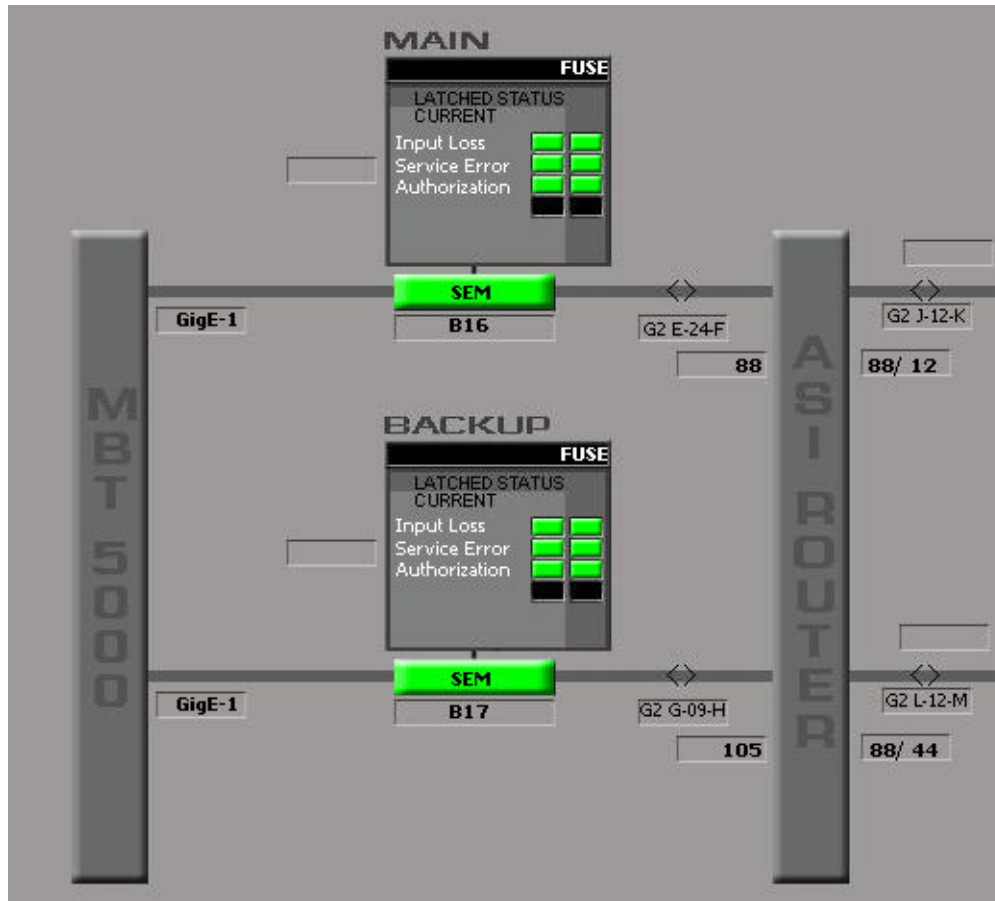 MAIN
FUSE
LATCHED STATUS
CURRENT
Input Loss
Service Error
Authorization
SEM
GigE-1
B16
G2 E-24-F
G2 J-12-K
88
88/ 12
MBT 5000
ASI ROUTER
BACKUP
FUSE
LATCHED STATUS
CURRENT
Input Loss
Service Error
Authorization
SEM
GigE-1
B17
G2 G-09-H
G2 L-12-M
105
88/ 44